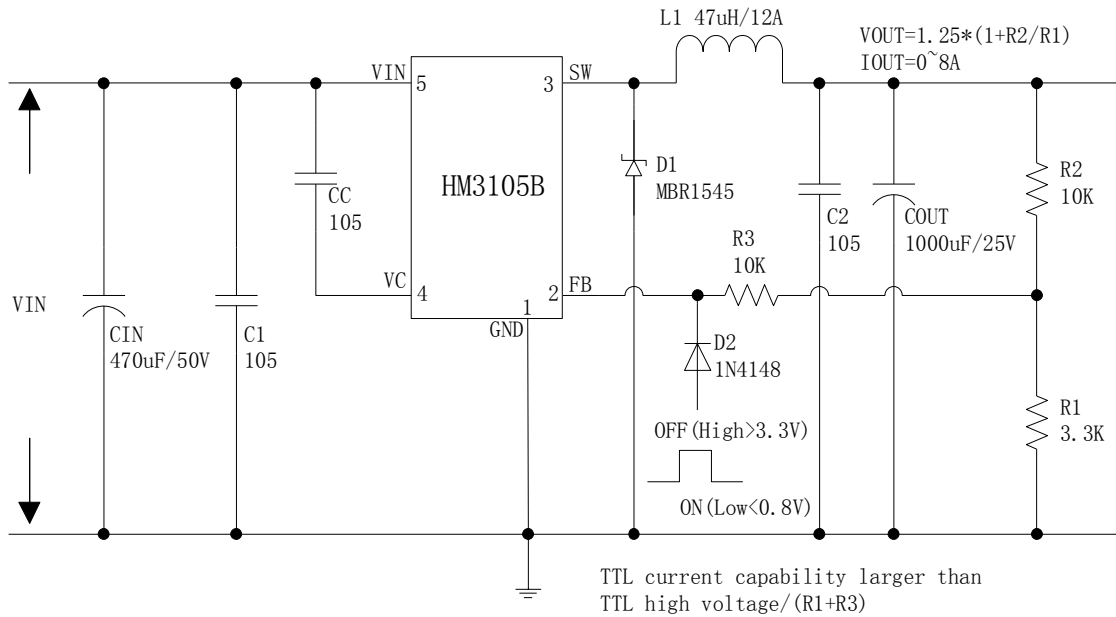 L1 47uH/12A
VOUT=1.25*(1+R2/R1)
IOUT=0~8A
VIN
5
3
SW
HM3105B
CC
105
D1
MBR1545
R2
10K
C2
105
COUT
1000uF/25V
R3
10K
VC
4
2
FB
1
GND
VIN
CIN
470uF/50V
C1
105
D2
1N4148
R1
3.3K
OFF(High>3.3V)
ON(Low<0.8V)
TTL current capability larger than
TTL high voltage/(R1+R3)